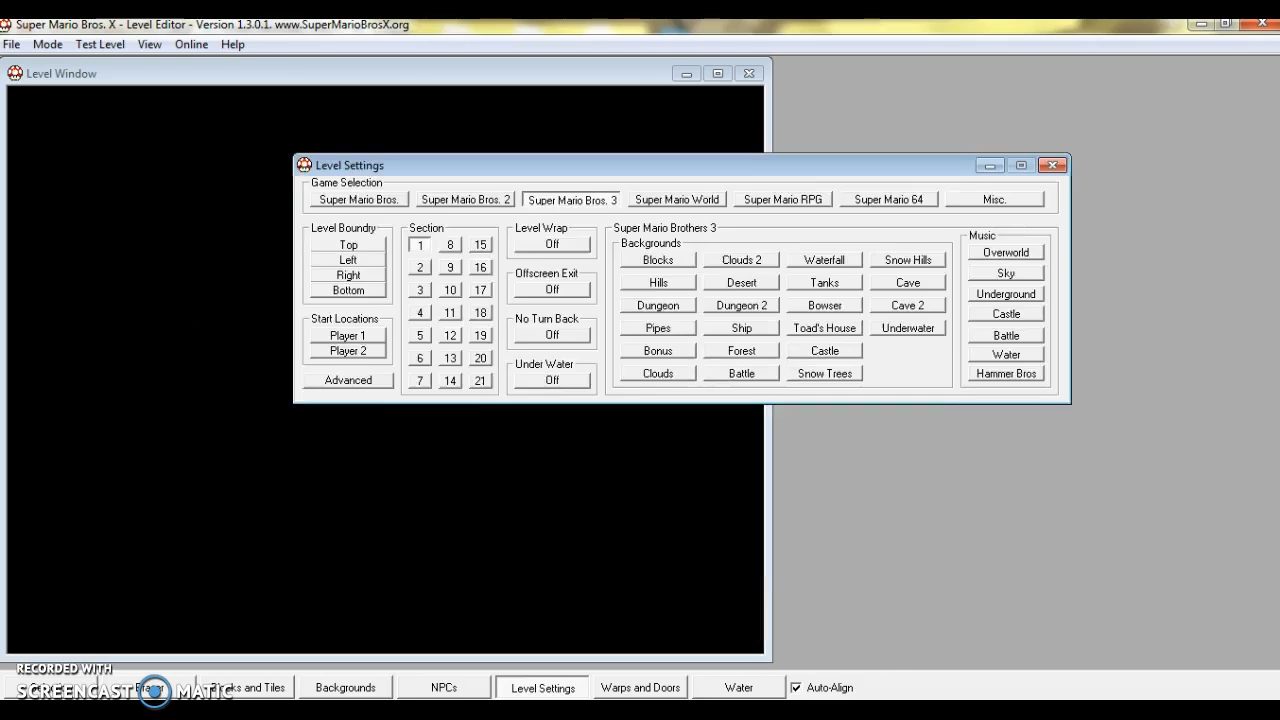 Super Mario Bros. X - Level Editor - Version 1.3.0.1. www.SuperMarioBrosX.org
File Mode Test Level View Online Help
Level Window
Level Settings
Game Selection
Super Mario Bros. Super Mario Bros. 2 Super Mario Bros. 3 Super Mario World Super Mario RPG Super Mario 64 Misc.
Level Boundry
Top
Left
Right
Bottom
Start Locations
Player 1
Player 2
Advanced
Section
1 8 15
2 9 16
3 10 17
4 11 18
5 12 19
6 13 20
7 14 21
Level Wrap
Off
Offscreen Exit
Off
No Turn Back
Off
Under Water
Off
Super Mario Brothers 3
Backgrounds
Blocks Clouds 2 Waterfall Snow Hills
Hills Desert Tanks Cave
Dungeon Dungeon 2 Bowser Cave 2
Pipes Ship Toad's House Underwater
Bonus Forest Castle
Clouds Battle Snow Trees
Music
Overworld
Sky
Underground
Castle
Battle
Water
Hammer Bros
RECORDED WITH
SCREENCAST MATIC
and Tiles Backgrounds NPCs Level Settings Warps and Doors Water Auto-Align